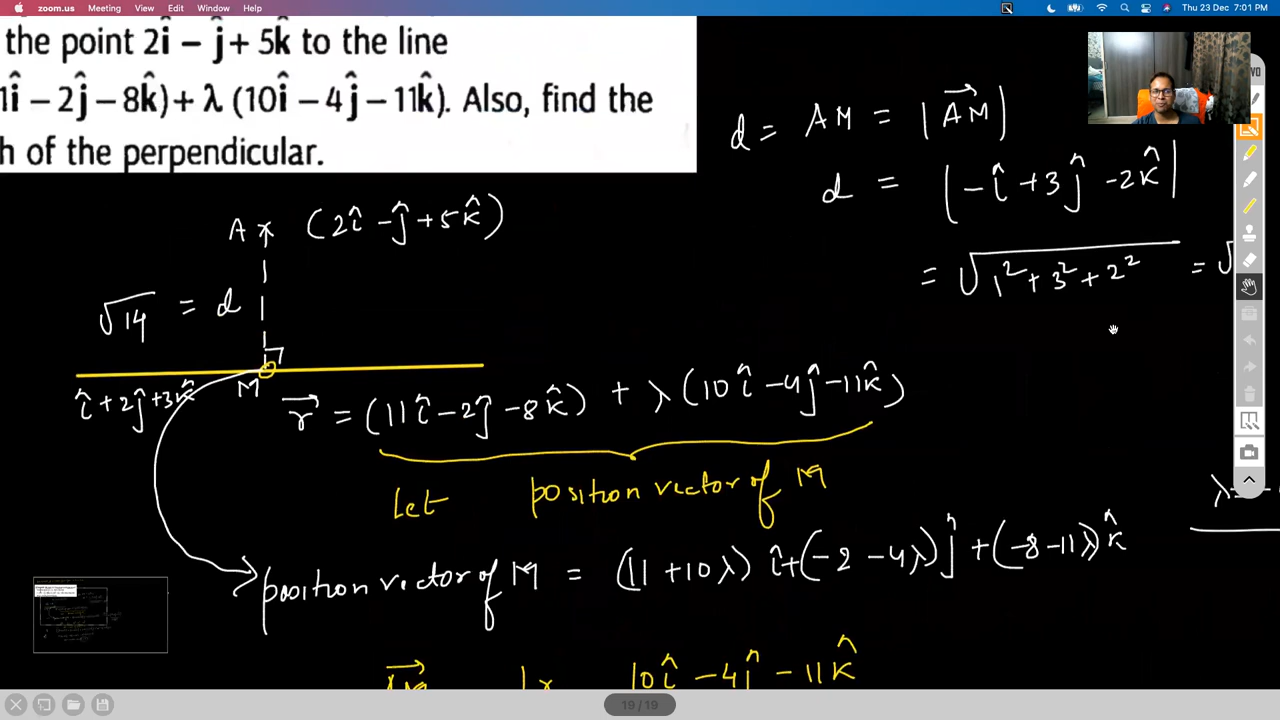 zoom.us Meeting View Edit Window Help Thu 23 Dec 7:01 PM
the point 2î − ĵ + 5k̂ to the line
1î − 2ĵ − 8k̂) + λ (10î − 4ĵ − 11k̂). Also, find the
h of the perpendicular.
d = AM = |AM→|
d = |-î + 3ĵ - 2k̂|
= √(1² + 3² + 2²) = √
A (2î - ĵ + 5k̂)
√14 = d
M
î + 2ĵ + 3k̂
r→ = (11î - 2ĵ - 8k̂) + λ(10î - 4ĵ - 11k̂)
Let position vector of M
λ
position vector of M = (11 + 10λ) î + (-2 - 4λ)ĵ + (-8 - 11λ)k̂
10î - 4ĵ - 11k̂
19 / 19